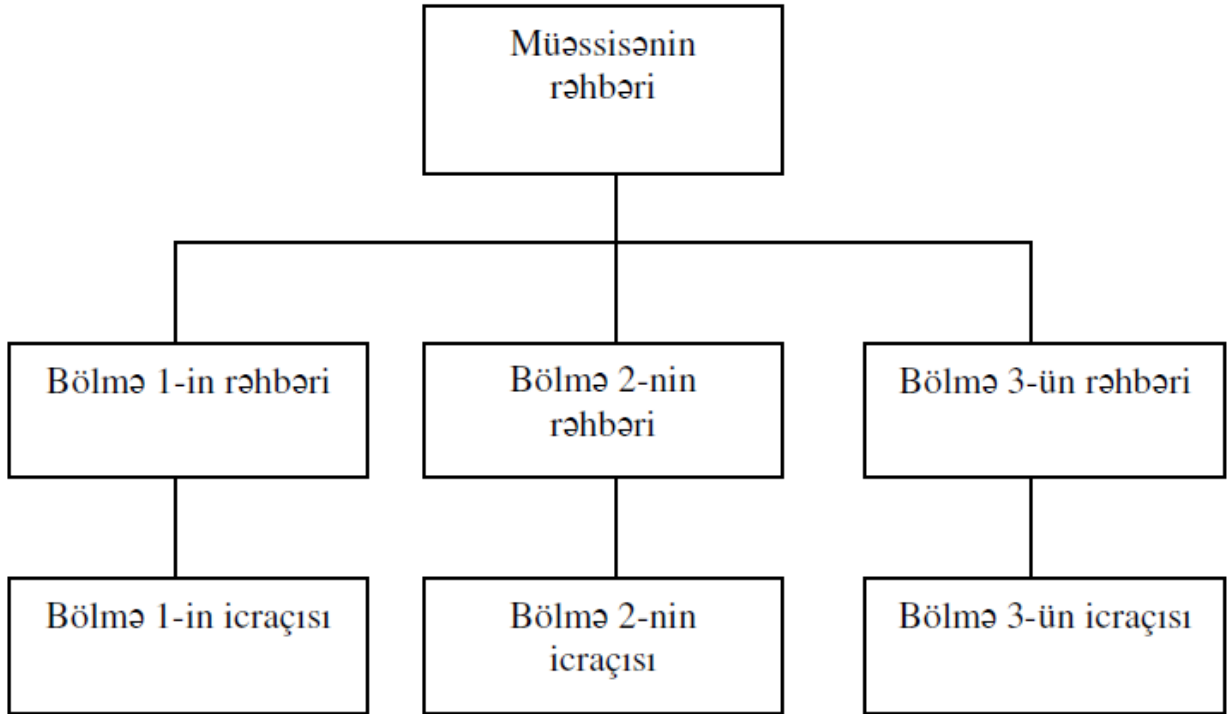 Müəssisənin
rəhbəri
Bölmə 1-in rəhbəri
Bölmə 2-nin
rəhbəri
Bölmə 3-ün rəhbəri
Bölmə 1-in icraçısı
Bölmə 2-nin
icraçısı
Bölmə 3-ün icraçısı